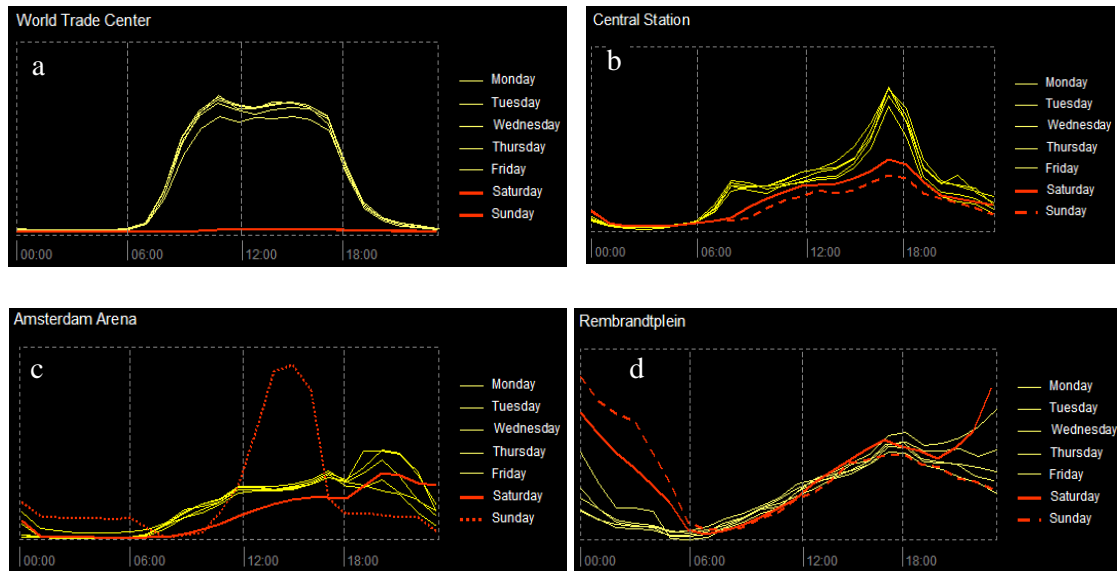 World Trade Center
a
Monday
Tuesday
Wednesday
Thursday
Friday
Saturday
Sunday
00:00 06:00 12:00 18:00
Central Station
b
Monday
Tuesday
Wednesday
Thursday
Friday
Saturday
Sunday
00:00 06:00 12:00 18:00
Amsterdam Arena
c
Monday
Tuesday
Wednesday
Thursday
Friday
Saturday
Sunday
00:00 06:00 12:00 18:00
Rembrandtplein
d
Monday
Tuesday
Wednesday
Thursday
Friday
Saturday
Sunday
00:00 06:00 12:00 18:00